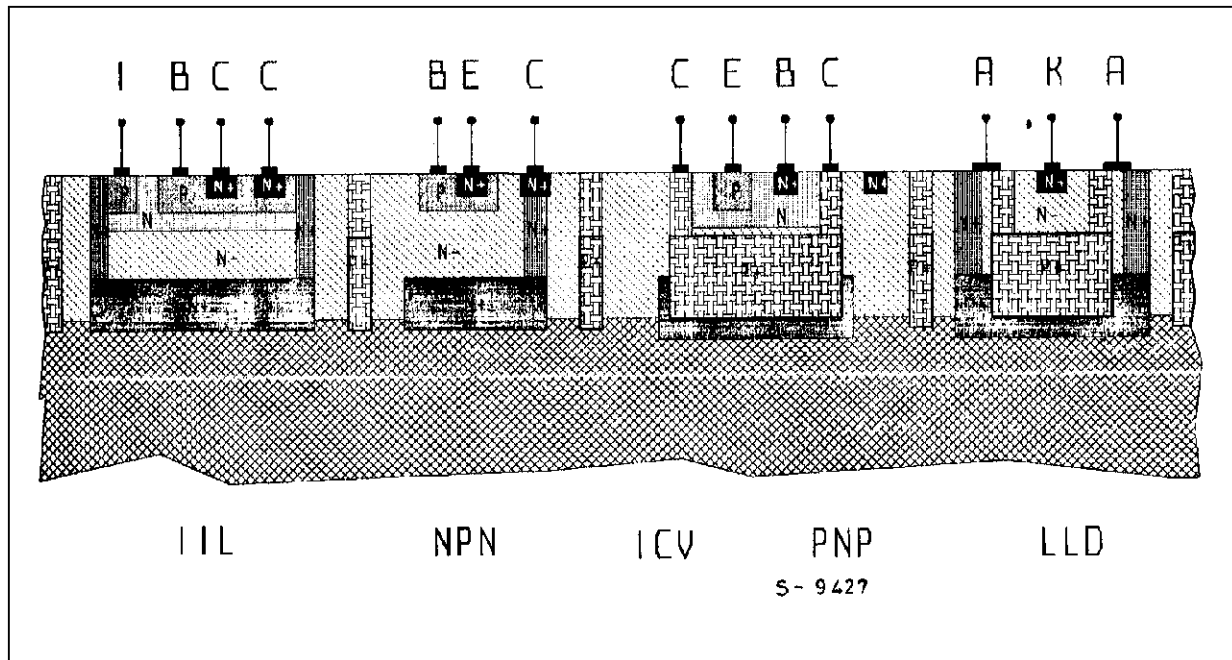 I B C C B E C C E B C A K A
P P N+ N+ P N+ N+ P N+ N+ N+
N N+ N- N+ N N- N+
N
IIL NPN ICV PNP LLD
S-9427